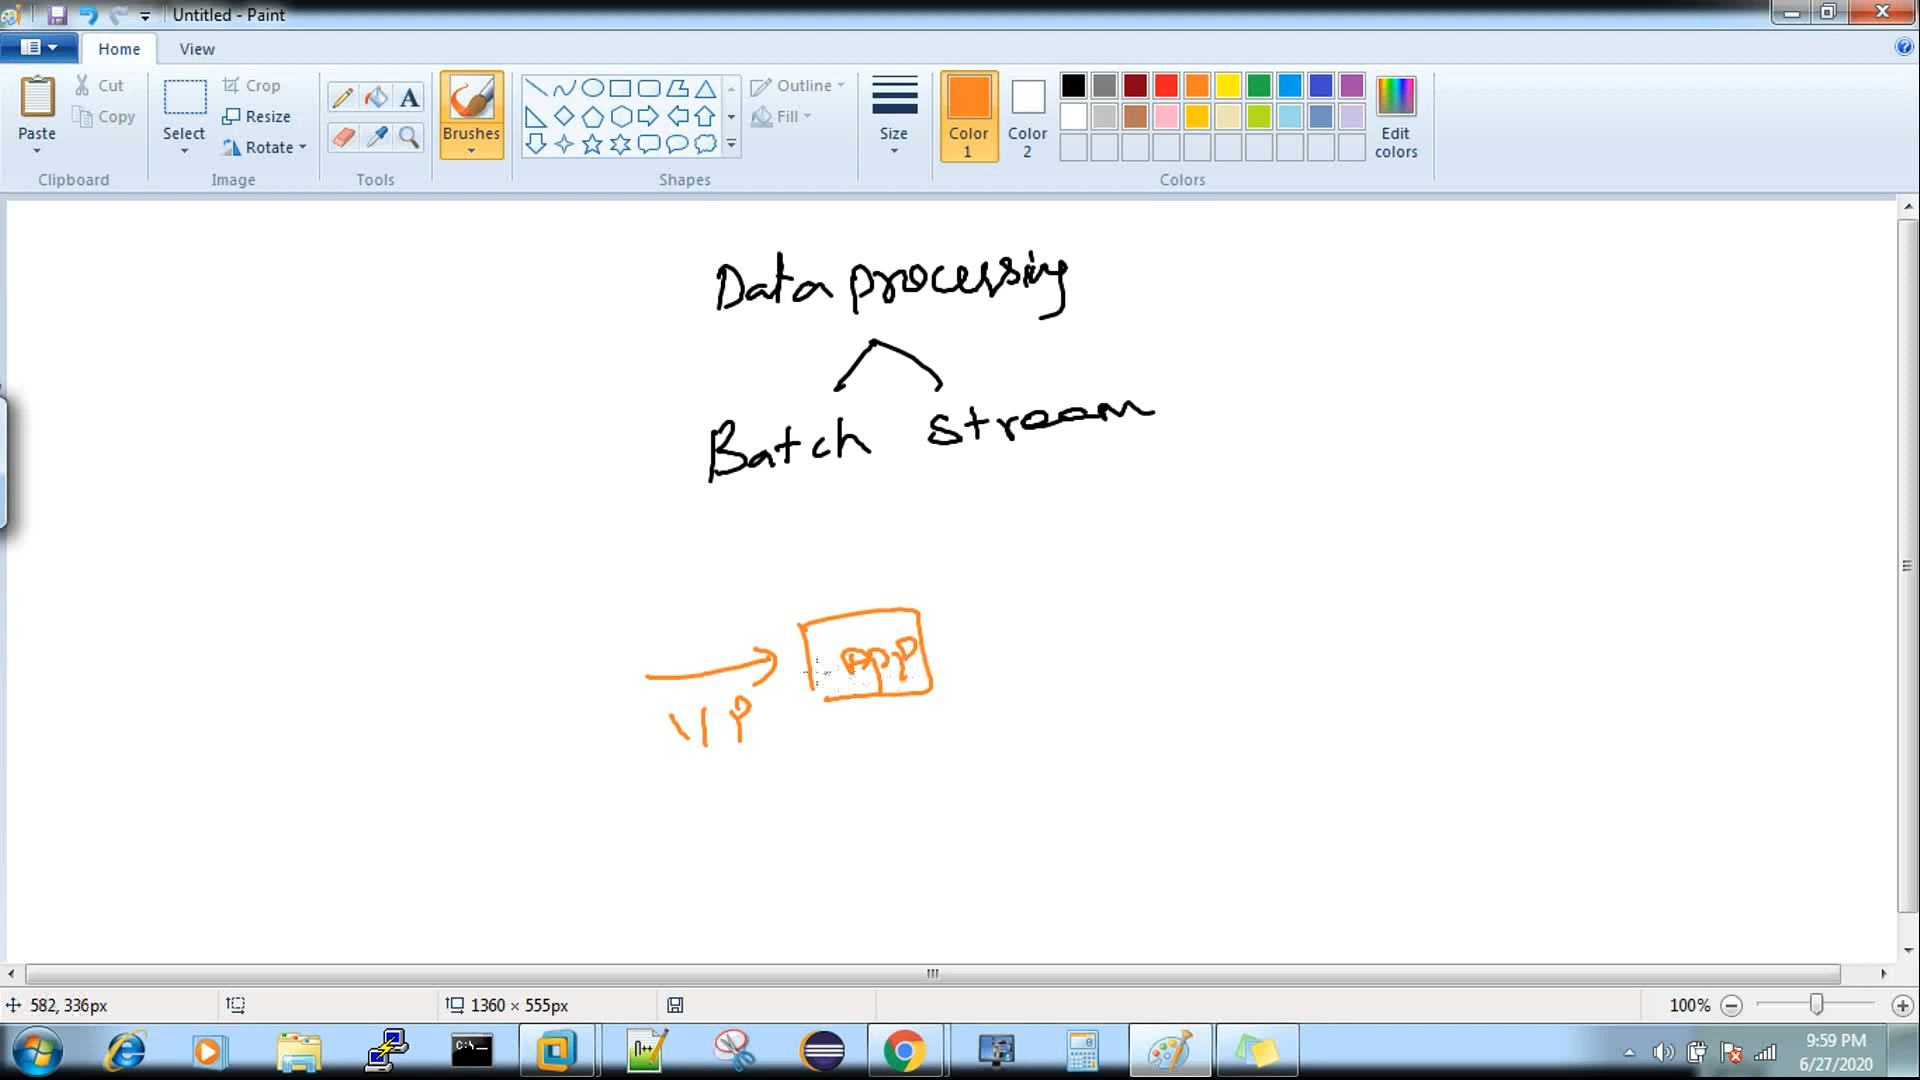 Untitled - Paint
Home View
Paste
Cut
Copy
Clipboard
Select
Crop
Resize
Rotate
Image
A
Tools
Brushes
Outline
Fill
Shapes
Size
Color 1
Color 2
Edit colors
Colors
Data processing
Batch stream
APP
I/P
582, 336px
1360 × 555px
100%
C:\_
9:59 PM
6/27/2020